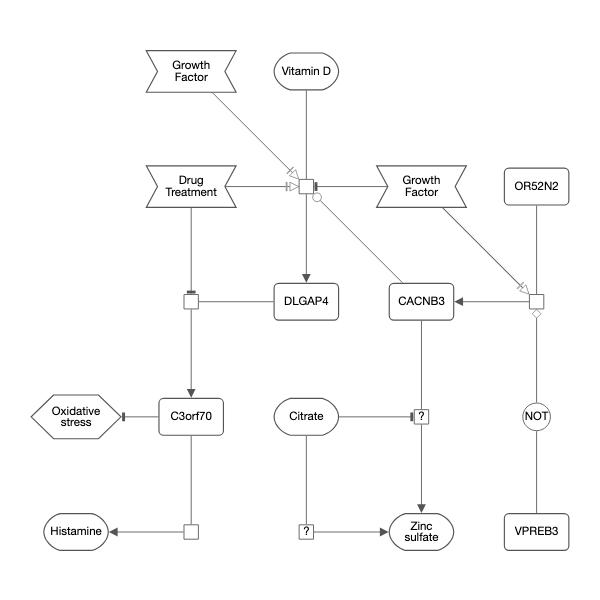 Growth
Factor
Vitamin D
Drug
Treatment
Growth
Factor
OR52N2
DLGAP4
CACNB3
Oxidative
stress
C3orf70
Citrate
?
NOT
Histamine
?
Zinc
sulfate
VPREB3